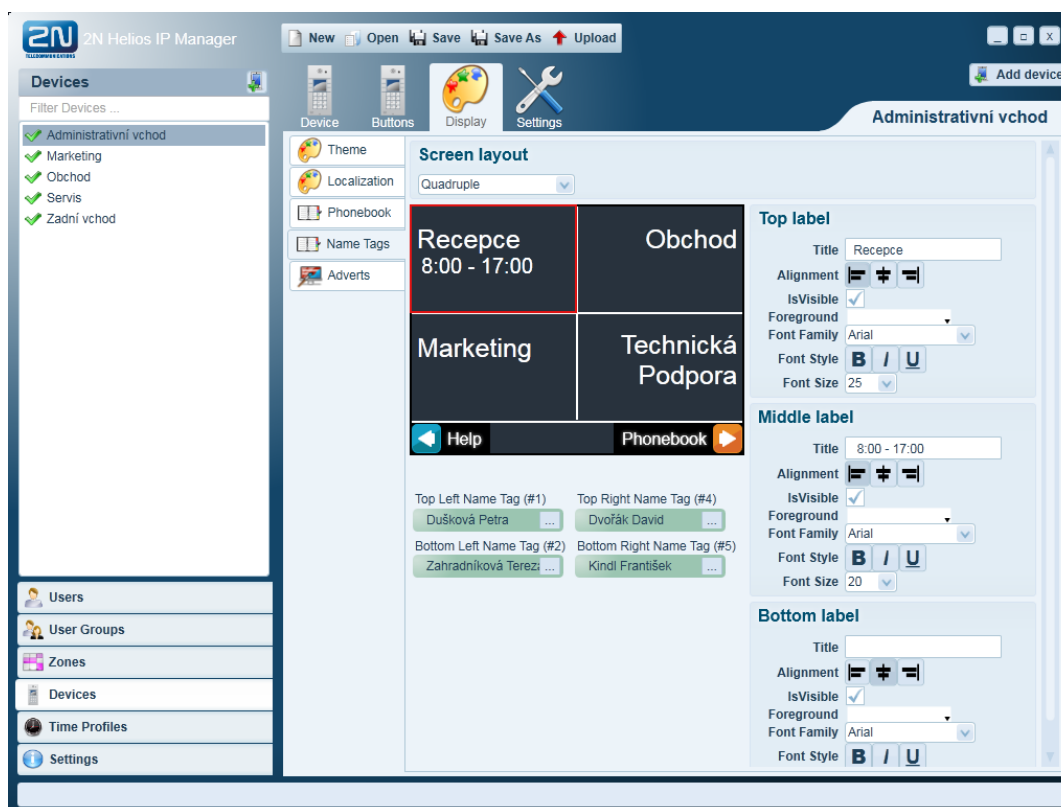 2N
TELECOMMUNICATIONS
2N Helios IP Manager
New Open Save Save As Upload
_ □ X
Add device
Devices
Filter Devices ...
Administrativní vchod
Marketing
Obchod
Servis
Zadní vchod
Users
User Groups
Zones
Devices
Time Profiles
Settings
Device Buttons Display Settings
Administrativní vchod
Theme
Localization
Phonebook
Name Tags
Adverts
Screen layout
Quadruple
Recepce
8:00 - 17:00
Obchod
Marketing
Technická
Podpora
Help
Phonebook
Top Left Name Tag (#1) Top Right Name Tag (#4)
Dušková Petra ... Dvořák David ...
Bottom Left Name Tag (#2) Bottom Right Name Tag (#5)
Zahradníková Terez ... Kindl František ...
Top label
Title Recepce
Alignment
IsVisible
Foreground
Font Family Arial
Font Style B I U
Font Size 25
Middle label
Title 8:00 - 17:00
Alignment
IsVisible
Foreground
Font Family Arial
Font Style B I U
Font Size 20
Bottom label
Title
Alignment
IsVisible
Foreground
Font Family Arial
Font Style B I U